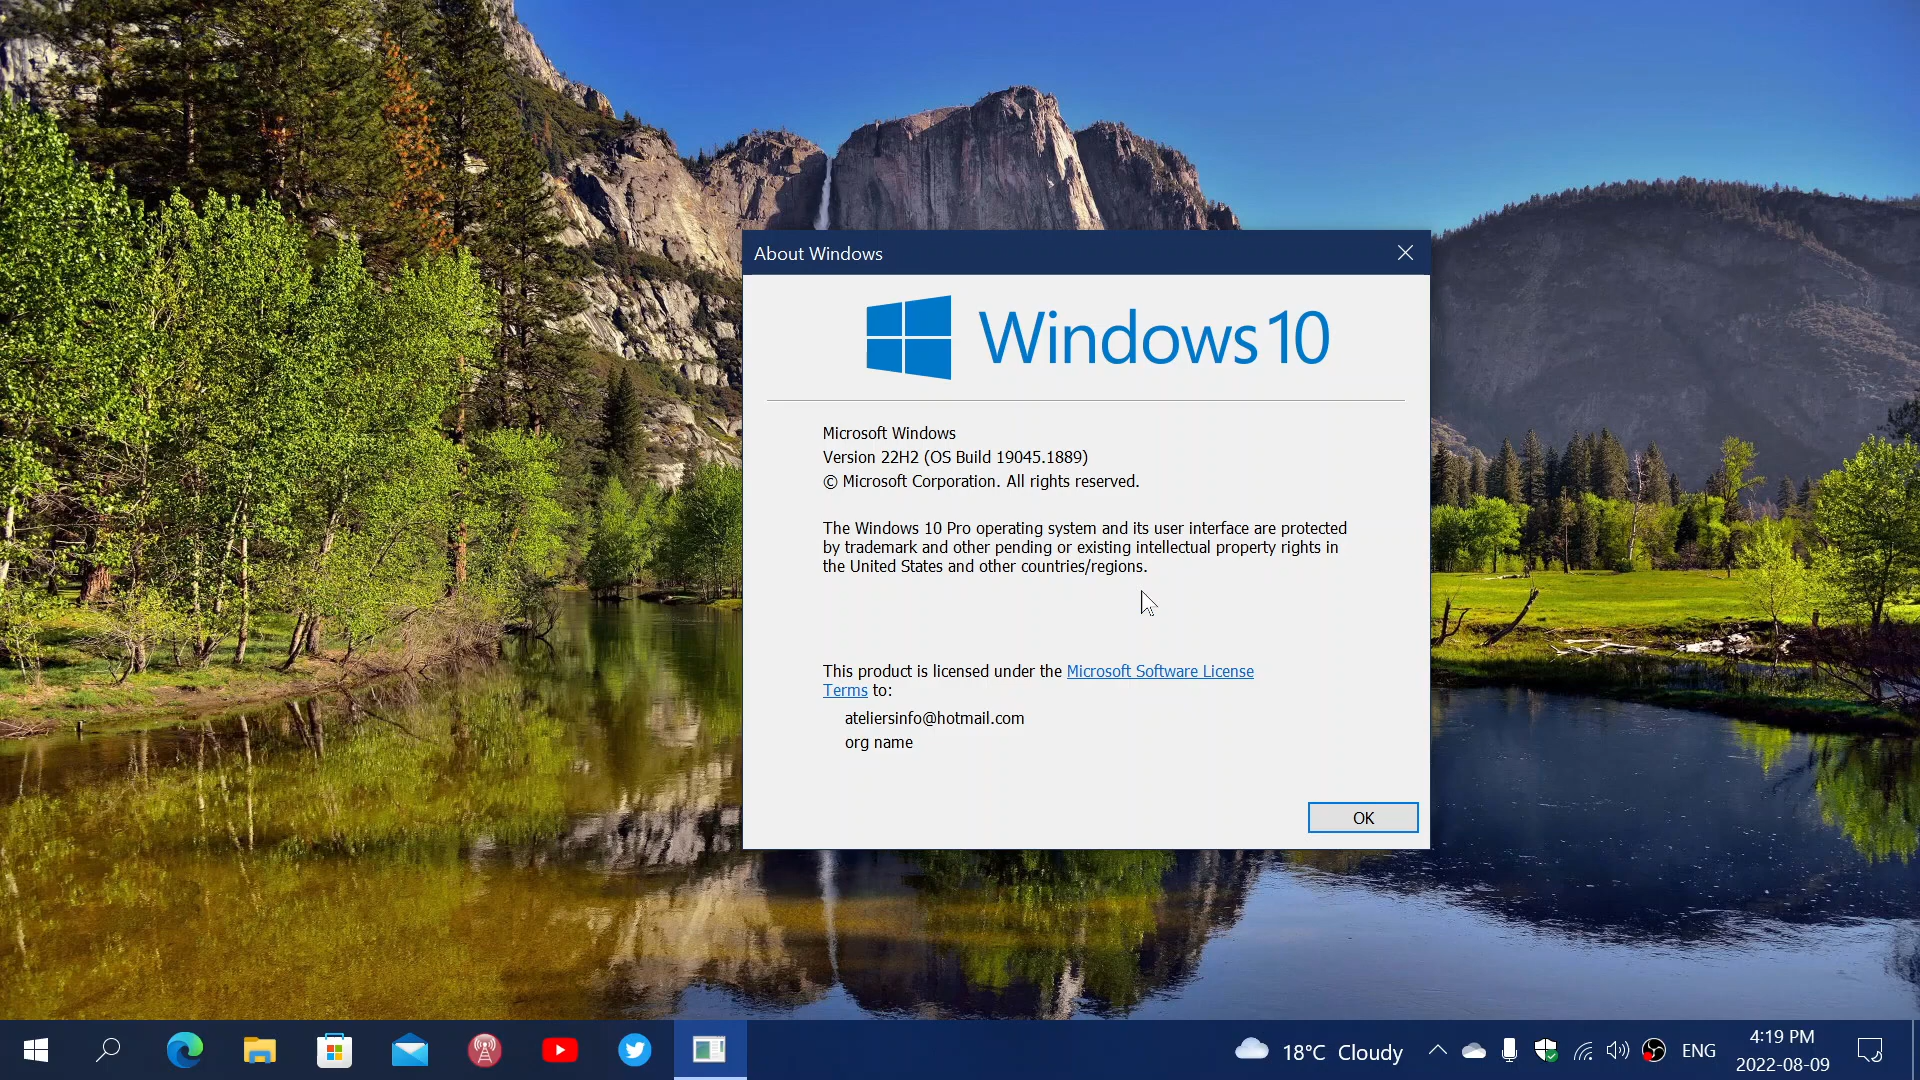 About Windows
Windows 10
Microsoft Windows
Version 22H2 (OS Build 19045.1889)
© Microsoft Corporation. All rights reserved.
The Windows 10 Pro operating system and its user interface are protected
by trademark and other pending or existing intellectual property rights in
the United States and other countries/regions.
This product is licensed under the Microsoft Software License
Terms to:
ateliersinfo@hotmail.com
org name
OK
18°C Cloudy
ENG
4:19 PM
2022-08-09